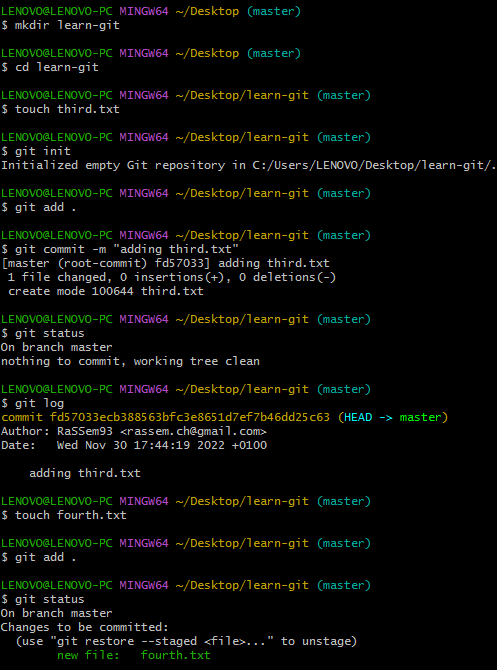 LENOVO@LENOVO-PC MINGW64 ~/Desktop (master)
$ mkdir learn-git
LENOVO@LENOVO-PC MINGW64 ~/Desktop (master)
$ cd learn-git
LENOVO@LENOVO-PC MINGW64 ~/Desktop/learn-git (master)
$ touch third.txt
LENOVO@LENOVO-PC MINGW64 ~/Desktop/learn-git (master)
$ git init
Initialized empty Git repository in C:/Users/LENOVO/Desktop/learn-git/.
LENOVO@LENOVO-PC MINGW64 ~/Desktop/learn-git (master)
$ git add .
LENOVO@LENOVO-PC MINGW64 ~/Desktop/learn-git (master)
$ git commit -m "adding third.txt"
[master (root-commit) fd57033] adding third.txt
 1 file changed, 0 insertions(+), 0 deletions(-)
 create mode 100644 third.txt
LENOVO@LENOVO-PC MINGW64 ~/Desktop/learn-git (master)
$ git status
On branch master
nothing to commit, working tree clean
LENOVO@LENOVO-PC MINGW64 ~/Desktop/learn-git (master)
$ git log
commit fd57033ecb388563bfc3e8651d7ef7b46dd25c63 (HEAD -> master)
Author: RaSSem93 <rassem.ch@gmail.com>
Date:   Wed Nov 30 17:44:19 2022 +0100
    adding third.txt
LENOVO@LENOVO-PC MINGW64 ~/Desktop/learn-git (master)
$ touch fourth.txt
LENOVO@LENOVO-PC MINGW64 ~/Desktop/learn-git (master)
$ git add .
LENOVO@LENOVO-PC MINGW64 ~/Desktop/learn-git (master)
$ git status
On branch master
Changes to be committed:
  (use "git restore --staged <file>..." to unstage)
        new file:   fourth.txt